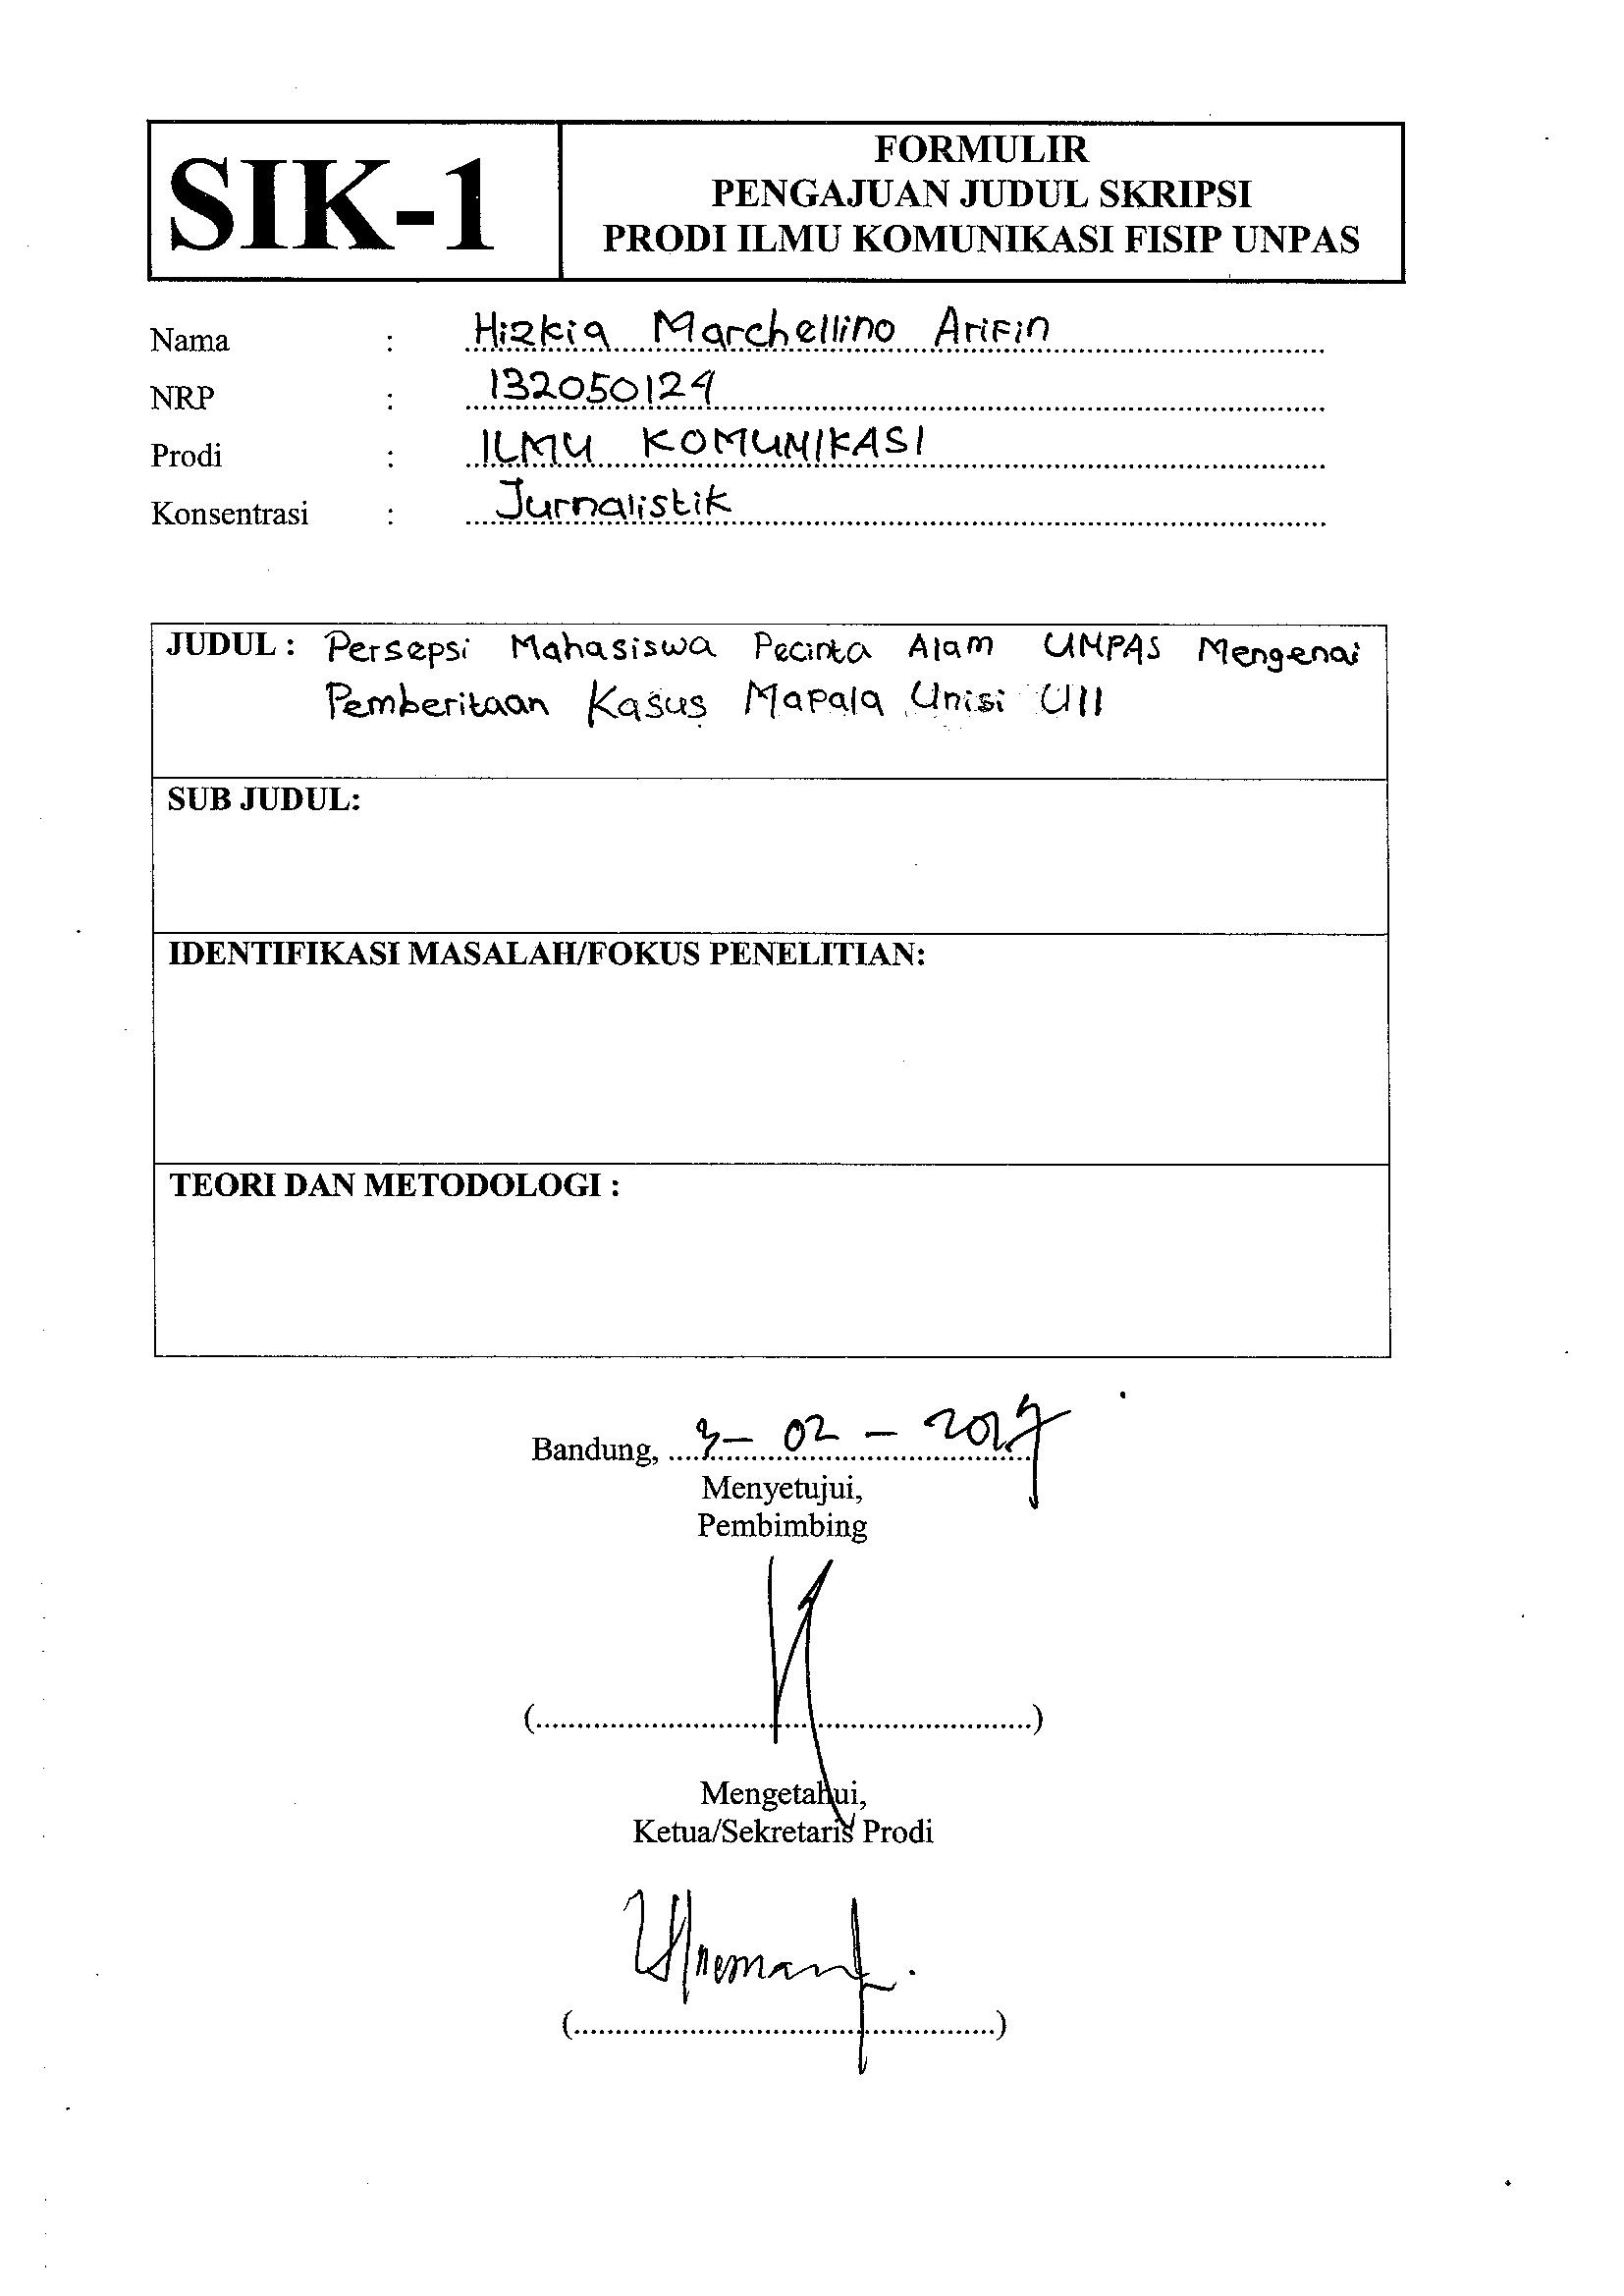 SIK-1
FORMULIR
PENGAJUAN JUDUL SKRIPSI
PRODI ILMU KOMUNIKASI FISIP UNPAS
Nama : Hizkia Marchellino Arifin
NRP : 132050124
Prodi : ILMU KOMUNIKASI
Konsentrasi : Jurnalistik
JUDUL : Persepsi Mahasiswa Pecinta Alam UNPAS Mengenai
Pemberitaan Kasus Mapala Unisi UII
SUB JUDUL:
IDENTIFIKASI MASALAH/FOKUS PENELITIAN:
TEORI DAN METODOLOGI :
Bandung, 3- 02 - 2017
Menyetujui,
Pembimbing
(............................................................)
Mengetahui,
Ketua/Sekretaris Prodi
(...................................................)